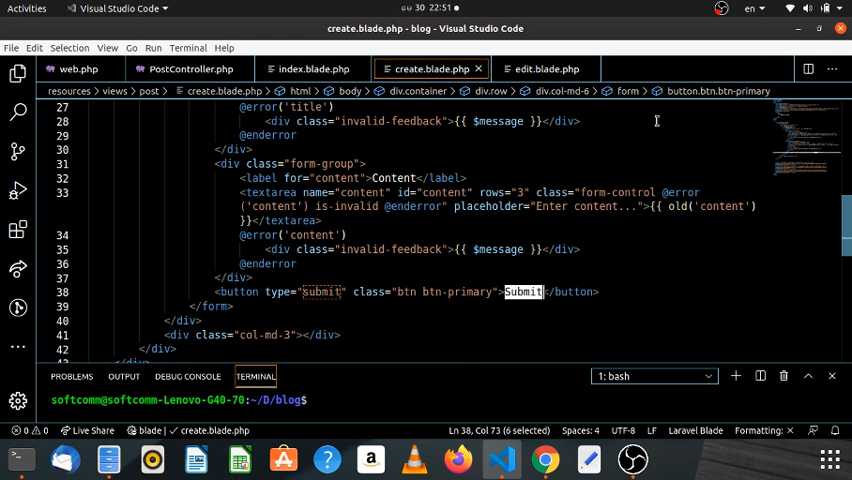 Activities
Visual Studio Code
30 22:51
en
create.blade.php - blog - Visual Studio Code
File Edit Selection View Go Run Terminal Help
web.php PostController.php index.blade.php create.blade.php edit.blade.php
resources > views > post > create.blade.php > html > body > div.container > div.row > div.col-md-6 > form > button.btn.btn-primary
27 @error('title')
28 <div class="invalid-feedback">{{ $message }}</div>
29 @enderror
30 </div>
31 <div class="form-group">
32 <label for="content">Content</label>
33 <textarea name="content" id="content" rows="3" class="form-control @error
('content') is-invalid @enderror" placeholder="Enter content...">{{ old('content')
}}</textarea>
34 @error('content')
35 <div class="invalid-feedback">{{ $message }}</div>
36 @enderror
37 </div>
38 <button type="submit" class="btn btn-primary">Submit</button>
39 </form>
40 </div>
41 <div class="col-md-3"></div>
42 </div>
PROBLEMS OUTPUT DEBUG CONSOLE TERMINAL 1: bash
softcomm@softcomm-Lenovo-G40-70:~/D/blog$
0 0 Live Share blade | create.blade.php Ln 38, Col 73 (6 selected) Spaces: 4 UTF-8 LF Laravel Blade Formatting: ×